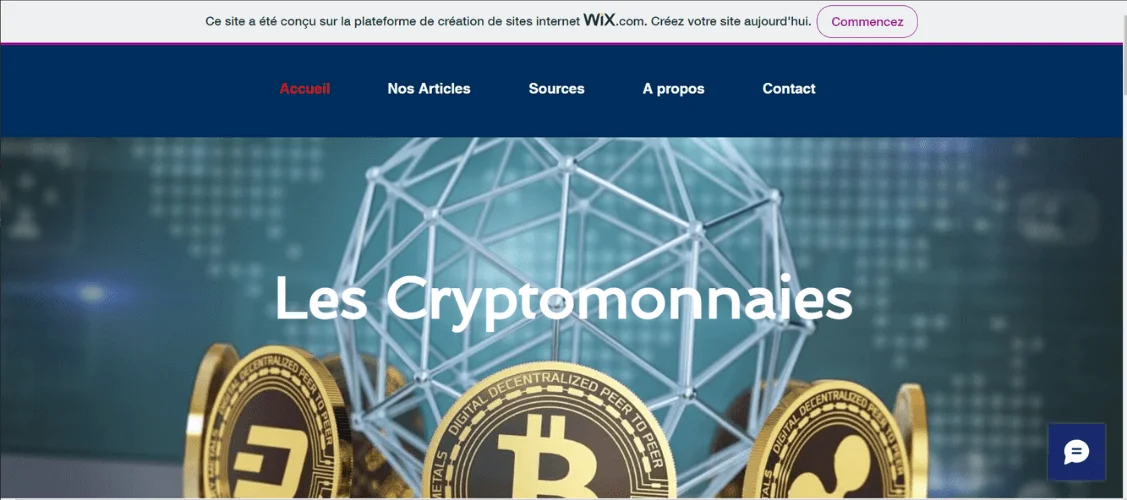 Ce site a été conçu sur la plateforme de création de sites internet WiX.com. Créez votre site aujourd'hui. Commencez
Accueil Nos Articles Sources A propos Contact
Les Cryptomonnaies
DIGITAL DECENTRALIZED PEER TO PEER
DIGITAL DECENTRALIZED PEER TO PEER
DIGITAL DECENTRALIZED PEER
METALS
METALS